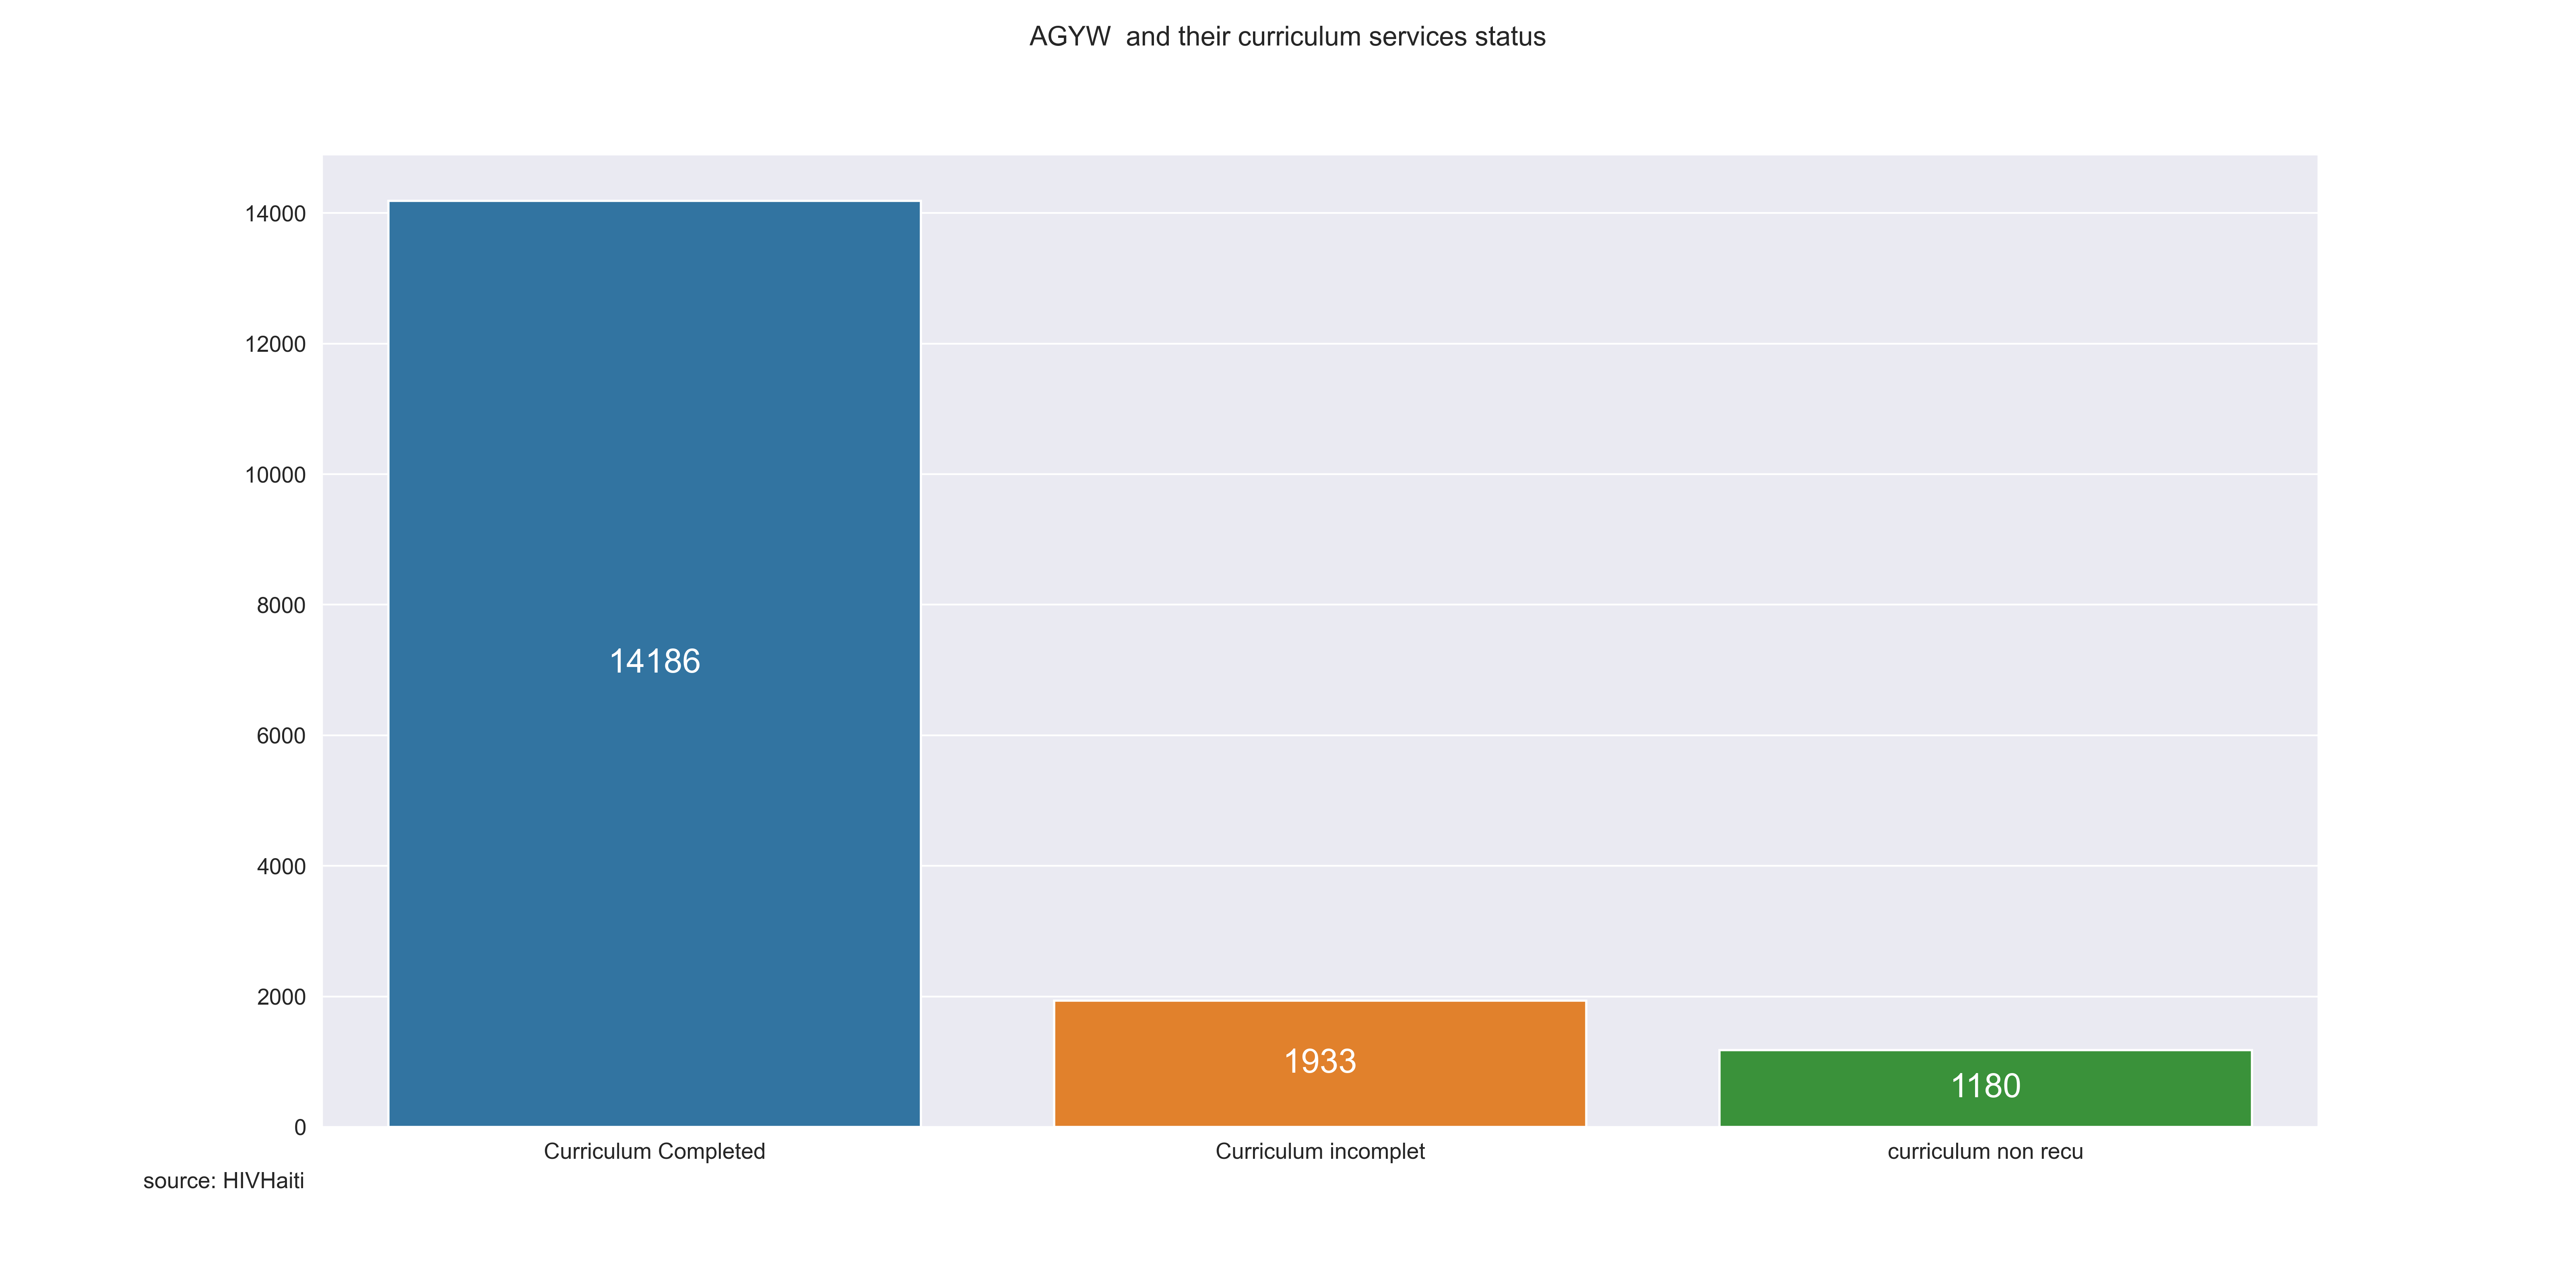 AGYW  and their curriculum services status
14000
12000
10000
8000
6000
4000
2000
0
14186
1933
1180
Curriculum Completed
Curriculum incomplet
curriculum non recu
source: HIVHaiti